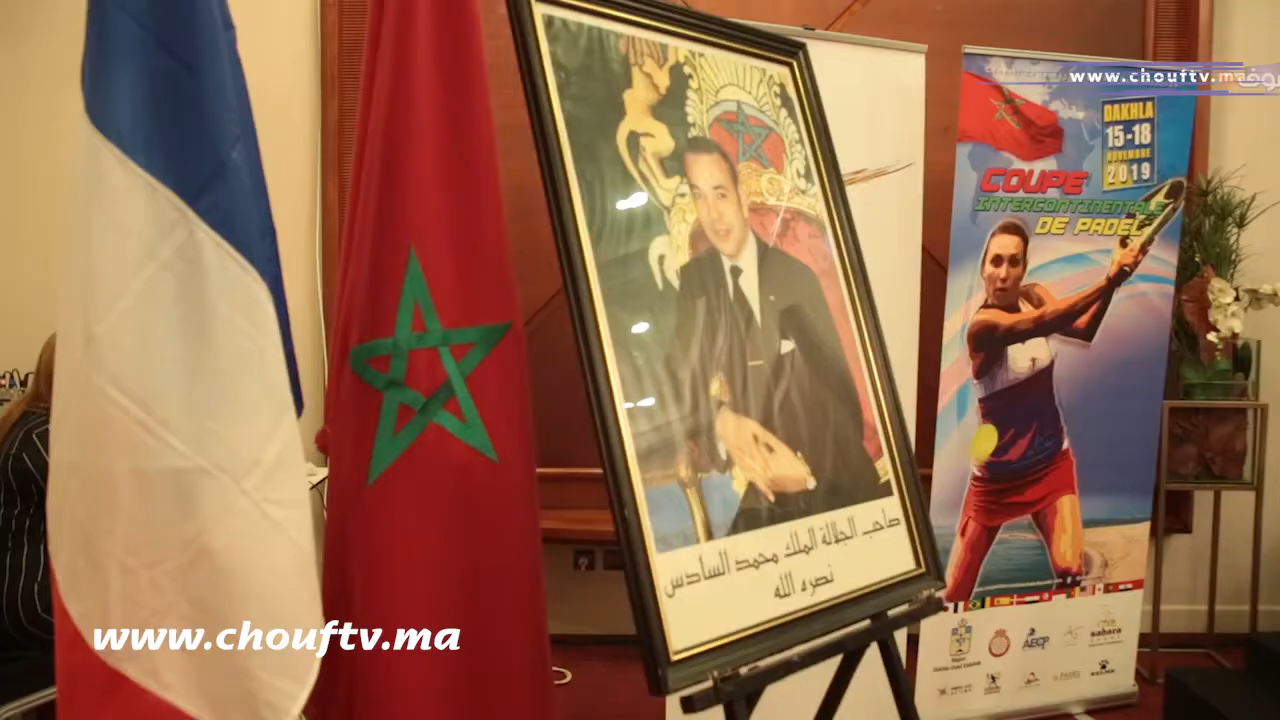 www.chouftv.ma
DAKHLA
15-18
NOVEMBRE
2019
COUPE
INTERCONTINENTALE
DE PADEL
صاحب الجلالة الملك محمد السادس
نصره الله
AECP
sahara
www.chouftv.ma